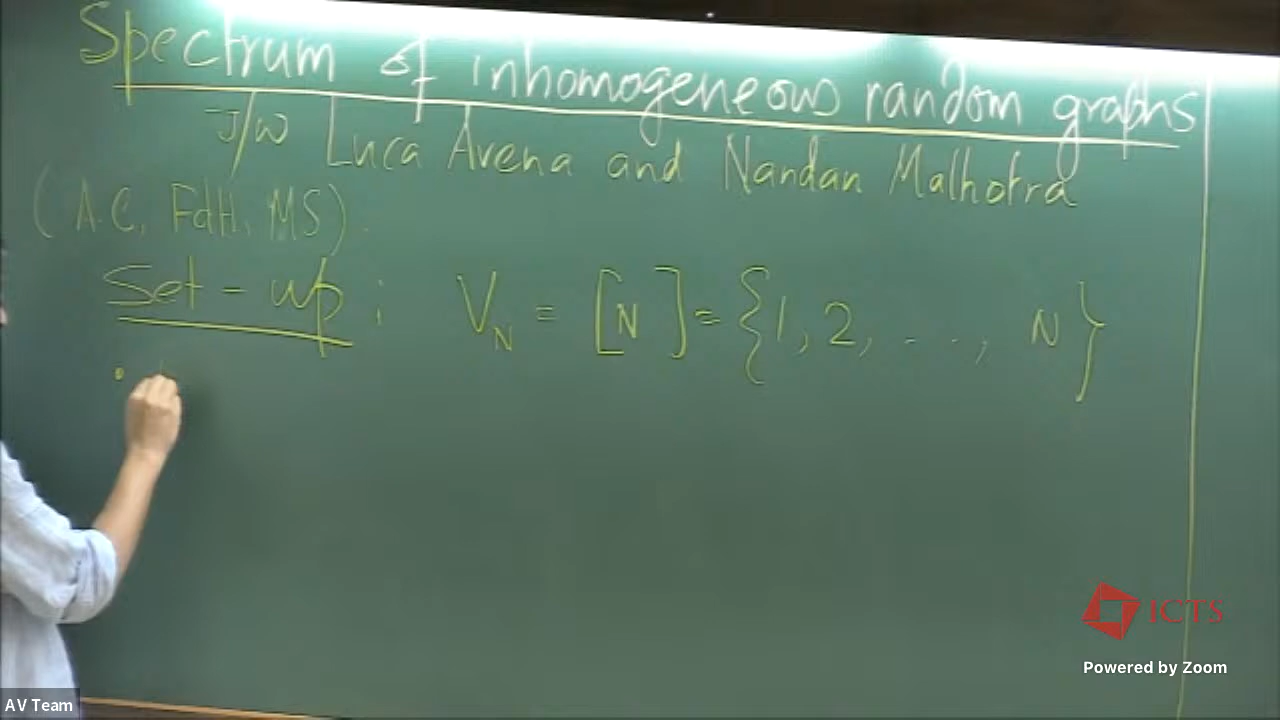 Spectrum of inhomogeneous random graphs
J/W Luca Avena and Nandan Malhotra
(A.C, FdH, MS).
Set-up : V_N = [N] = {1, 2, ..., N}
ICTS
Powered by Zoom
AV Team